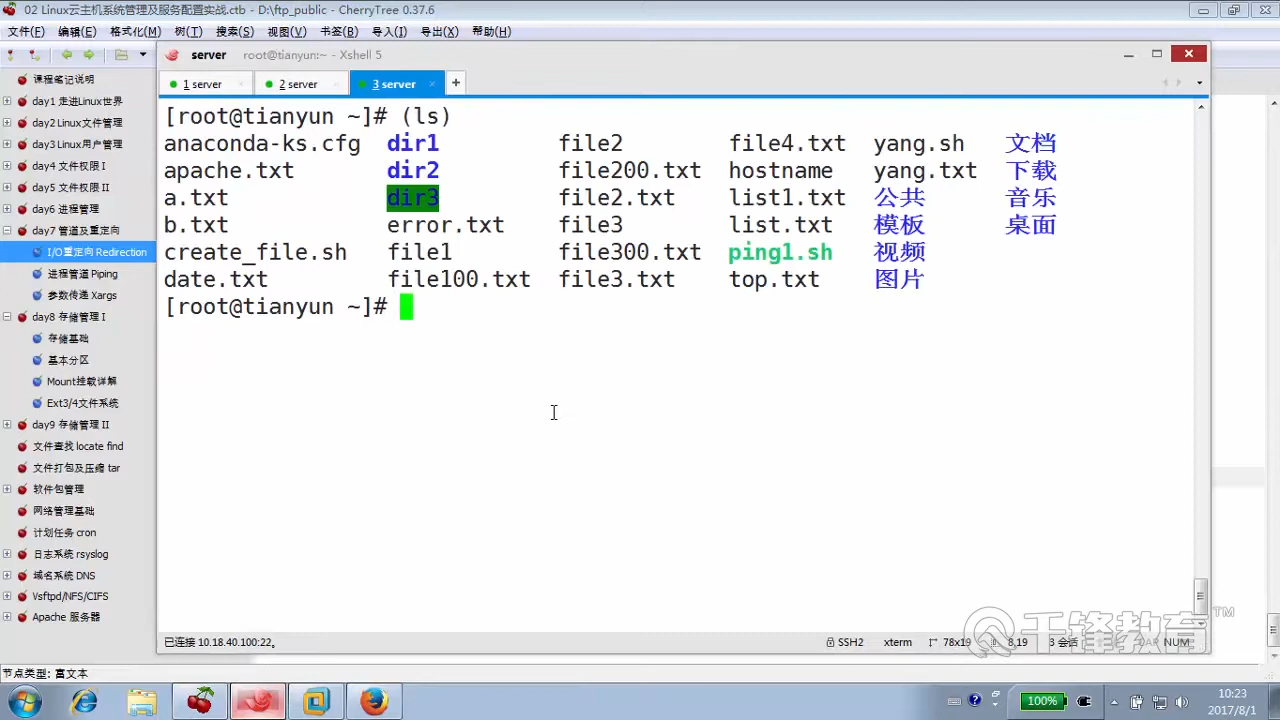 02 Linux云主机系统管理及服务配置实战.ctb - D:\ftp_public - CherryTree 0.37.6
文件(F) 编辑(E) 格式化(M) 树(T) 搜索(S) 视图(V) 书签(B) 导入(I) 导出(X) 帮助(H)
server root@tianyun:~ - Xshell 5
1 server × 2 server × 3 server × +
课程笔记说明
day1 走进Linux世界
day2 Linux文件管理
day3 Linux用户管理
day4 文件权限 I
day5 文件权限 II
day6 进程管理
day7 管道及重定向
I/O重定向 Redirection
进程管道 Piping
参数传递 Xargs
day8 存储管理 I
存储基础
基本分区
Mount挂载详解
Ext3/4文件系统
day9 存储管理 II
文件查找 locate find
文件打包及压缩 tar
软件包管理
网络管理基础
计划任务 cron
日志系统 rsyslog
域名系统 DNS
Vsftpd/NFS/CIFS
Apache 服务器
[root@tianyun ~]# (ls)
anaconda-ks.cfg dir1 file2 file4.txt yang.sh 文档
apache.txt dir2 file200.txt hostname yang.txt 下载
a.txt dir3 file2.txt list1.txt 公共 音乐
b.txt error.txt file3 list.txt 模板 桌面
create_file.sh file1 file300.txt ping1.sh 视频
date.txt file100.txt file3.txt top.txt 图片
[root@tianyun ~]#
已连接 10.18.40.100:22。 SSH2 xterm 78x19 8,19 3 会话 NUM
千锋教育 TM
节点类型: 富文本
100% 10:23
2017/8/1